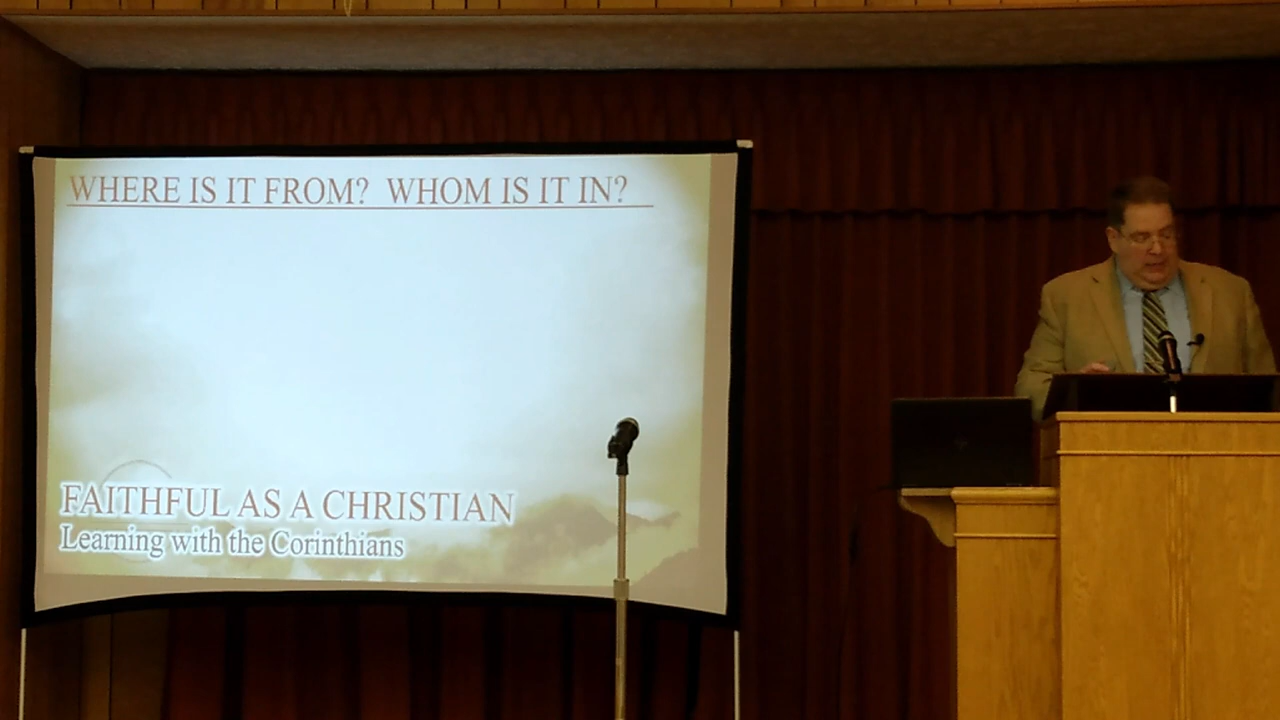 WHERE IS IT FROM? WHOM IS IT IN?
FAITHFUL AS A CHRISTIAN
Learning with the Corinthians